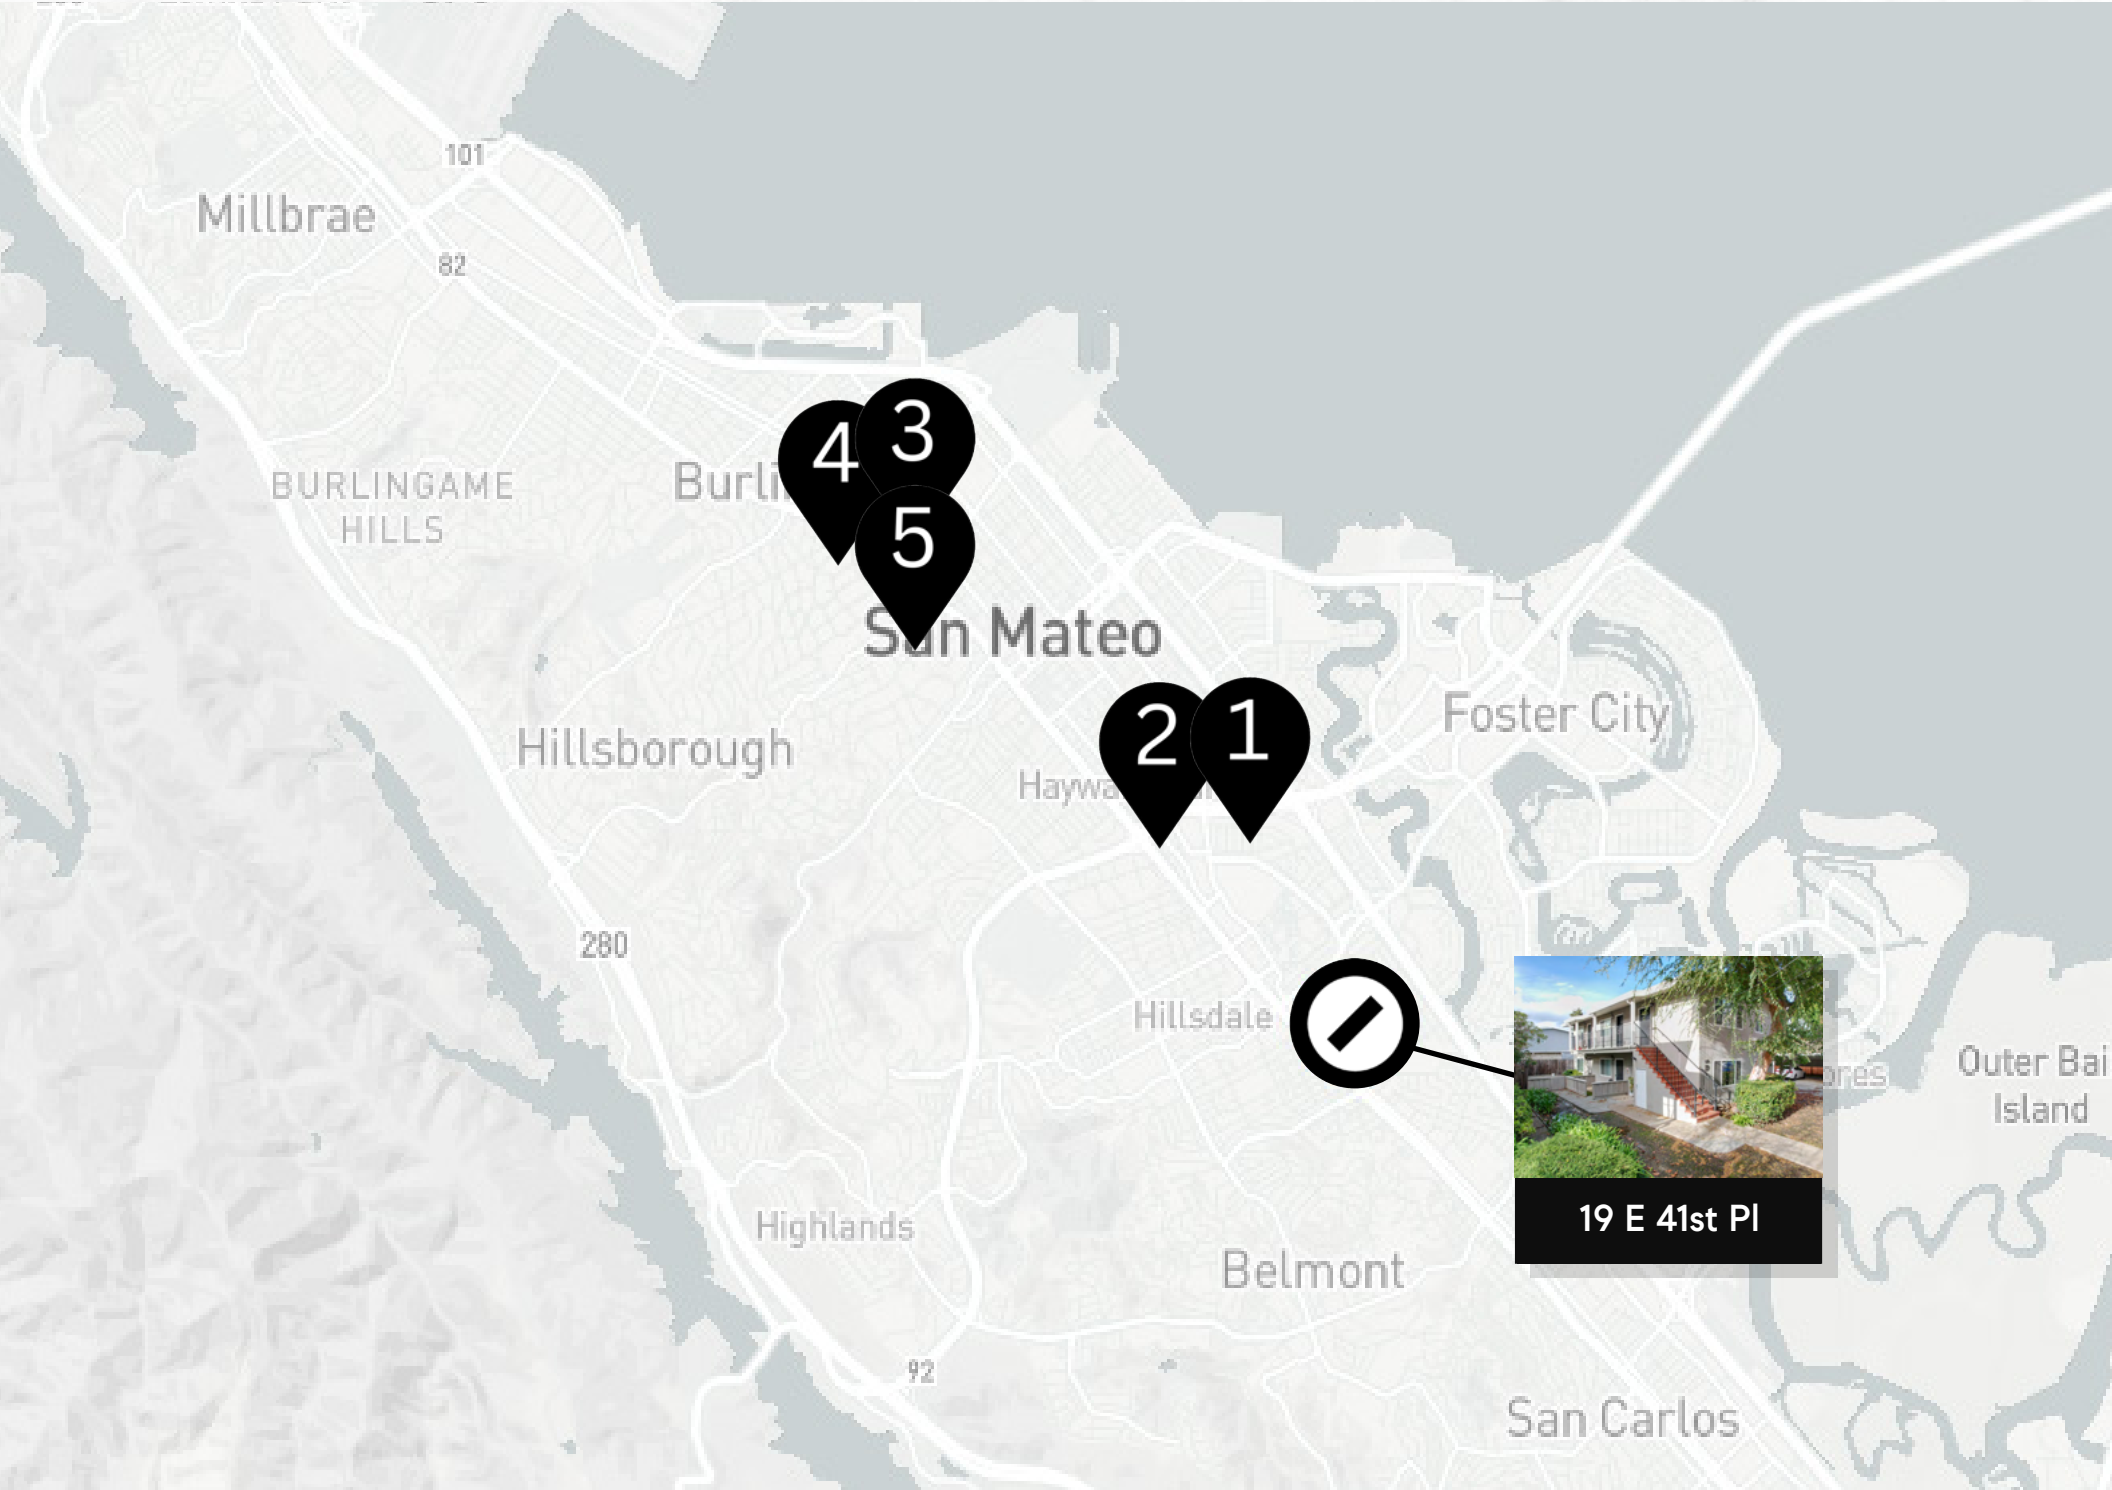 101
Millbrae
82
4
3
BURLINGAME
HILLS
5
San Mateo
2
1
Foster City
Hillsborough
280
Hillsdale
Outer Bai
Island
19 E 41st Pl
Highlands
Belmont
92
San Carlos